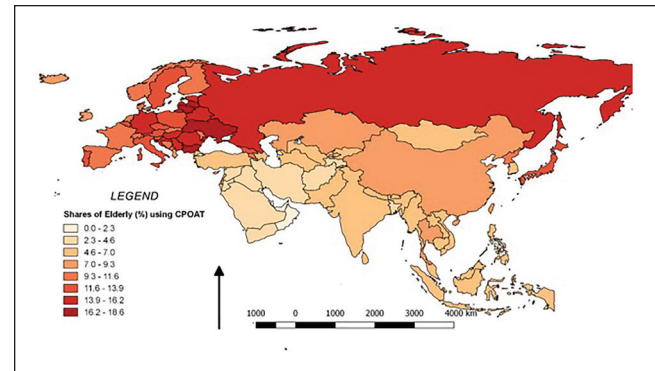 LEGEND
Shares of Elderly (%) using CPOAT
0.0 - 2.3
2.3 - 4.6
4.6 - 7.0
7.0 - 9.3
9.3 - 11.6
11.6 - 13.9
13.9 - 16.2
16.2 - 18.6
1000 0 1000 2000 3000 4000 km